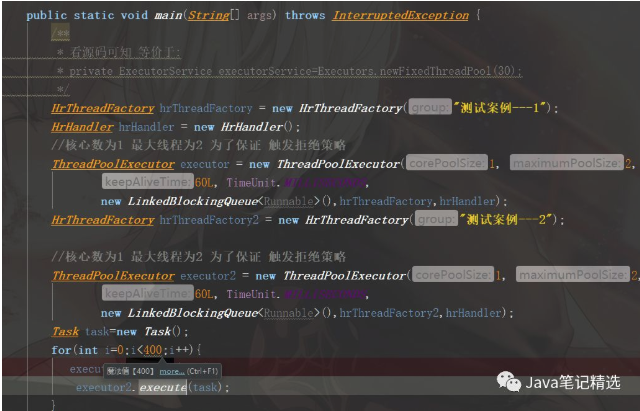 public static void main(String[] args) throws InterruptedException {
/**
* 看源码可知 等价于:
* private ExecutorService executorService=Executors.newFixedThreadPool(30);
*/
HrThreadFactory hrThreadFactory = new HrThreadFactory( group: "测试案例---1");
HrHandler hrHandler = new HrHandler();
//核心数为1 最大线程为2 为了保证 触发拒绝策略
ThreadPoolExecutor executor = new ThreadPoolExecutor( corePoolSize: 1, maximumPoolSize: 2,
keepAliveTime: 60L, TimeUnit.
new LinkedBlockingQueue<Runnable>(),hrThreadFactory,hrHandler);
HrThreadFactory hrThreadFactory2 = new HrThreadFactory( group: "测试案例---2");
//核心数为1 最大线程为2 为了保证 触发拒绝策略
ThreadPoolExecutor executor2 = new ThreadPoolExecutor( corePoolSize: 1, maximumPoolSize: 2,
keepAliveTime: 60L, TimeUnit.
new LinkedBlockingQueue<Runnable>(),hrThreadFactory2,hrHandler);
Task task=new Task();
for(int i=0;i<400;i++){
execu
魔法值【400】 more... (Ctrl+F1)
executor2.execute(task);
}
Java笔记精选